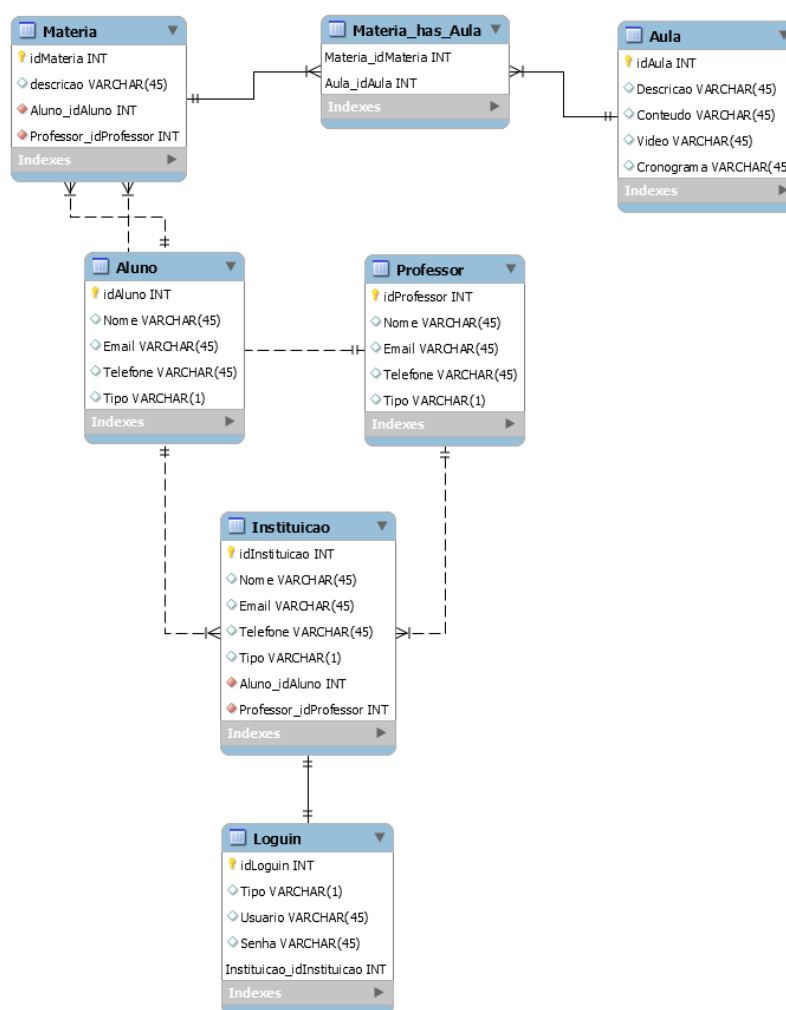 Materia
idMateria INT
descricao VARCHAR(45)
Aluno_idAluno INT
Professor_idProfessor INT
Indexes
Materia_has_Aula
Materia_idMateria INT
Aula_idAula INT
Indexes
Aula
idAula INT
Descricao VARCHAR(45)
Conteudo VARCHAR(45)
Video VARCHAR(45)
Cronograma VARCHAR(45
Indexes
Aluno
idAluno INT
Nome VARCHAR(45)
Email VARCHAR(45)
Telefone VARCHAR(45)
Tipo VARCHAR(1)
Indexes
Professor
idProfessor INT
Nome VARCHAR(45)
Email VARCHAR(45)
Telefone VARCHAR(45)
Tipo VARCHAR(1)
Indexes
Instituicao
idInstituicao INT
Nome VARCHAR(45)
Email VARCHAR(45)
Telefone VARCHAR(45)
Tipo VARCHAR(1)
Aluno_idAluno INT
Professor_idProfessor INT
Indexes
Loguin
idLoguin INT
Tipo VARCHAR(1)
Usuario VARCHAR(45)
Senha VARCHAR(45)
Instituicao_idInstituicao INT
Indexes